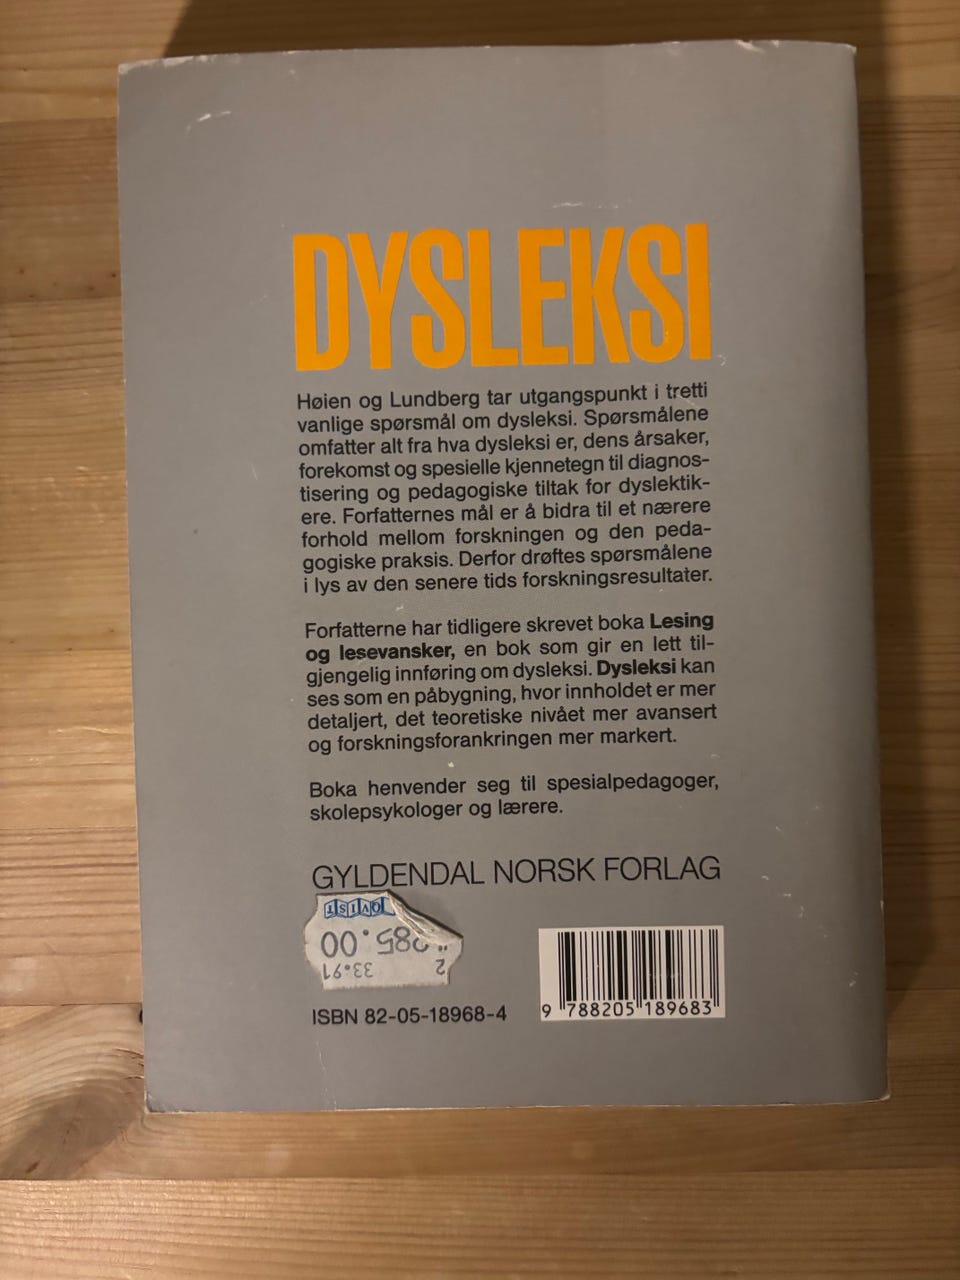 DYSLEKSI
Høien og Lundberg tar utgangspunkt i tretti
vanlige spørsmål om dysleksi. Spørsmålene
omfatter alt fra hva dysleksi er, dens årsaker,
forekomst og spesielle kjennetegn til diagnos-
tisering og pedagogiske tiltak for dyslektik-
ere. Forfatternes mål er å bidra til et nærere
forhold mellom forskningen og den peda-
gogiske praksis. Derfor drøftes spørsmålene
i lys av den senere tids forskningsresultater.
Forfatterne har tidligere skrevet boka Lesing
og lesevansker, en bok som gir en lett til-
gjengelig innføring om dysleksi. Dysleksi kan
ses som en påbygning, hvor innholdet er mer
detaljert, det teoretiske nivået mer avansert
og forskningsforankringen mer markert.
Boka henvender seg til spesialpedagoger,
skolepsykologer og lærere.
GYLDENDAL NORSK FORLAG
QVIST
85.00
2 33.91
ISBN 82-05-18968-4
9 788205 189683